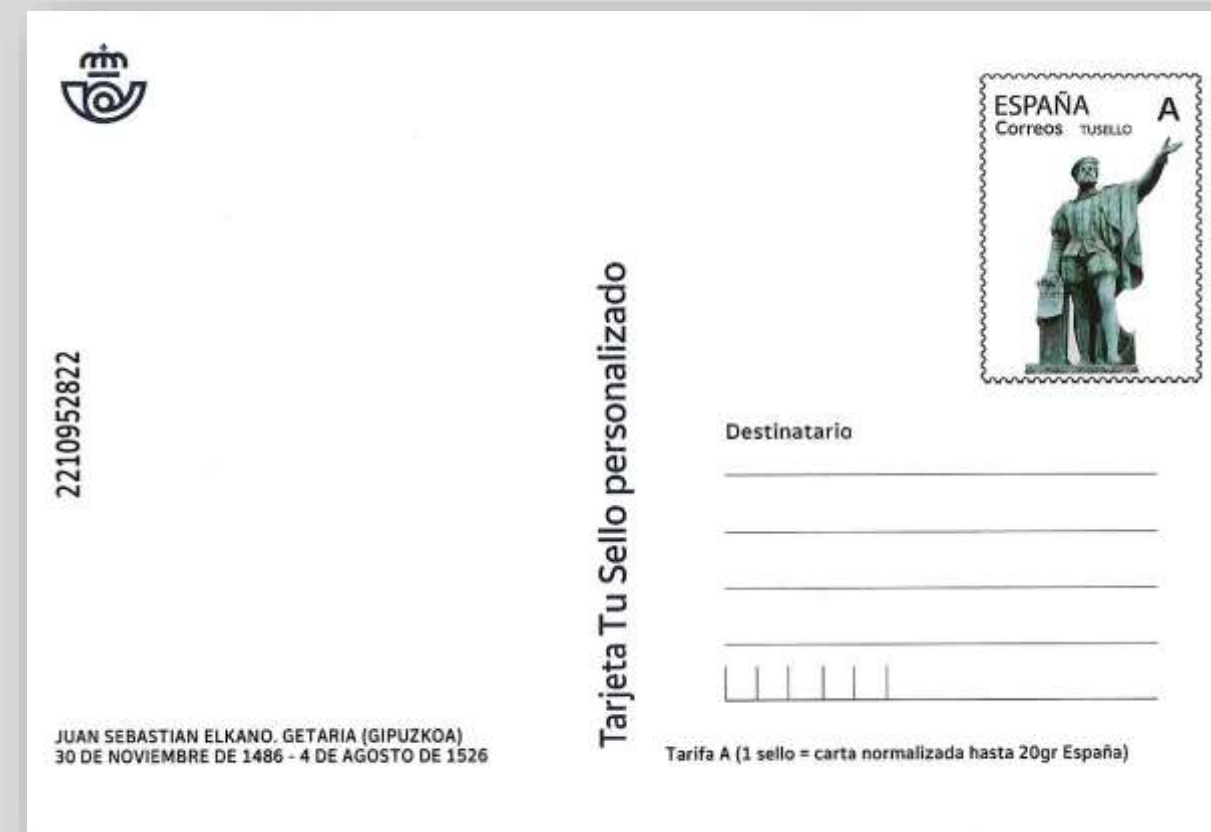 ESPAÑA A
Correos TUSELLO
2210952822
Tarjeta Tu Sello personalizado
Destinatario
JUAN SEBASTIAN ELKANO. GETARIA (GIPUZKOA)
30 DE NOVIEMBRE DE 1486 - 4 DE AGOSTO DE 1526
Tarifa A (1 sello = carta normalizada hasta 20gr España)